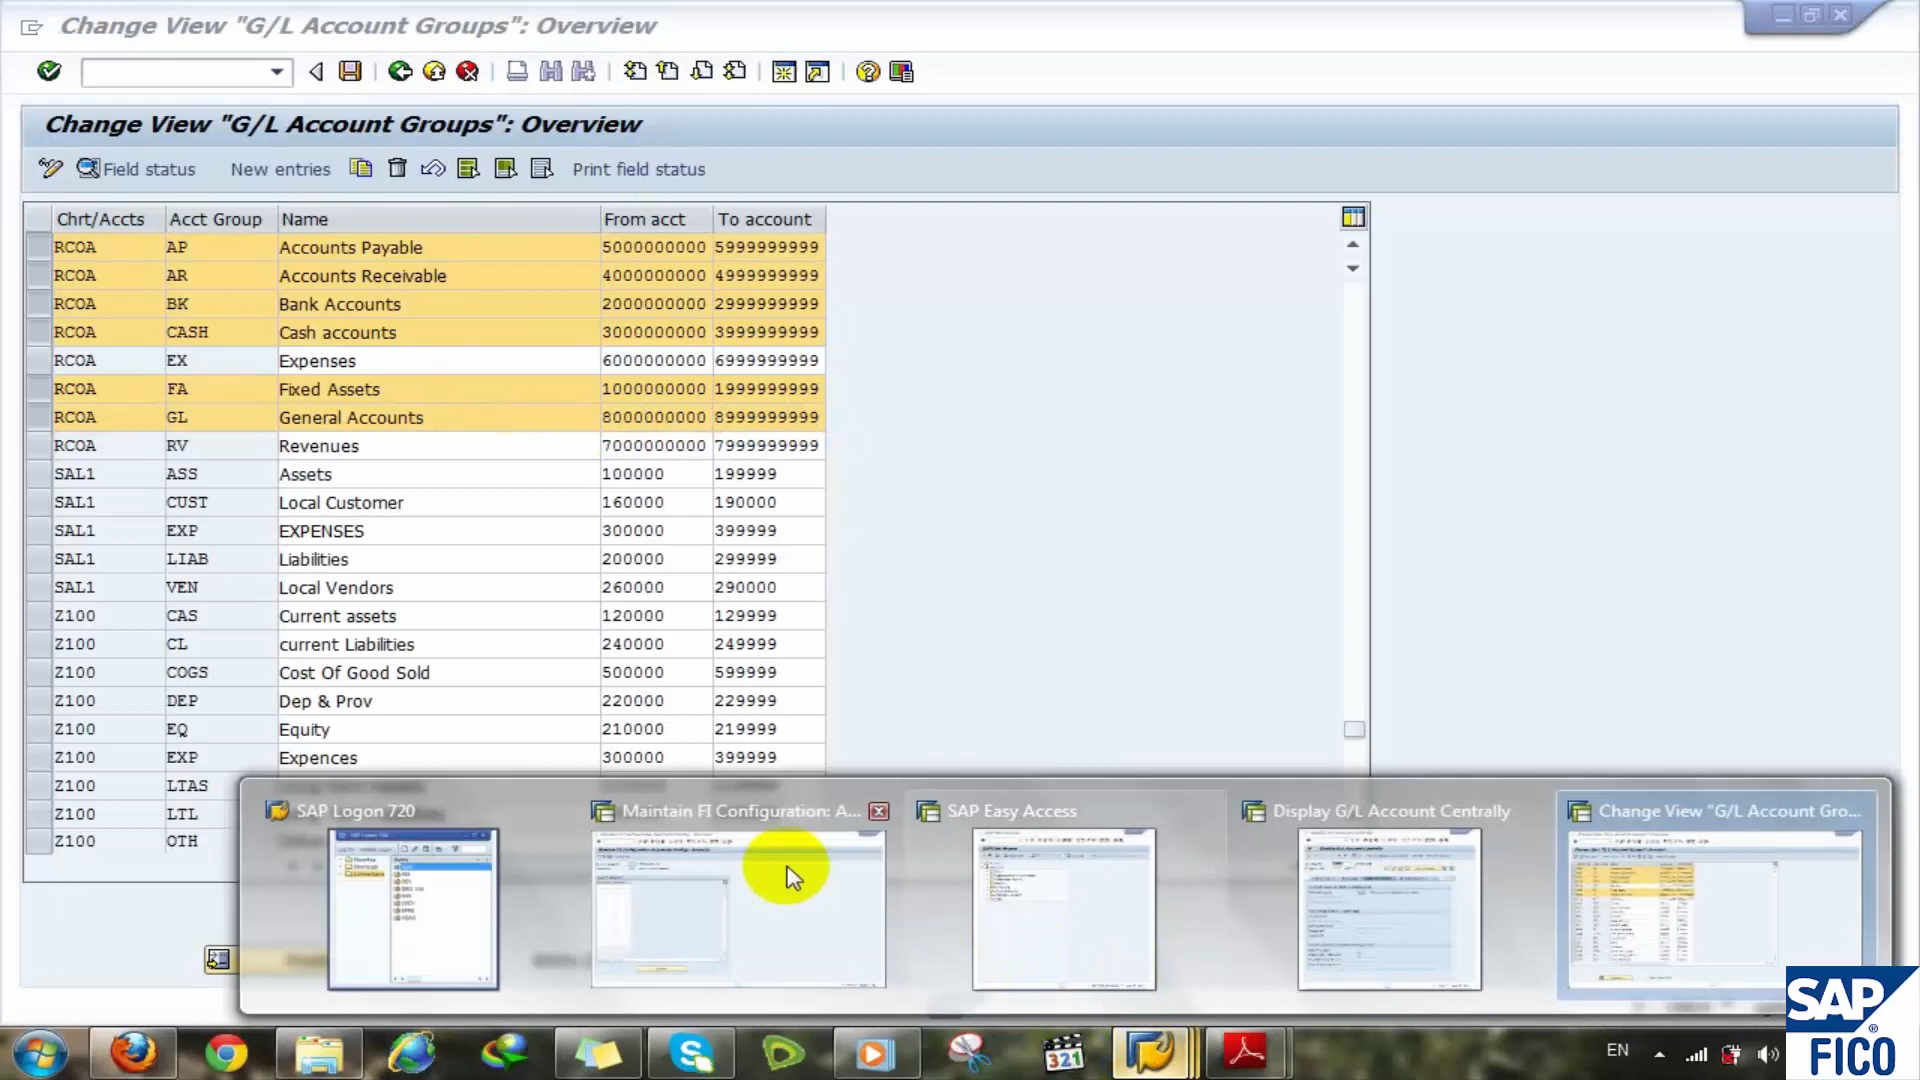 Change View "G/L Account Groups": Overview
Change View "G/L Account Groups": Overview
Field status New entries Print field status
Chrt/Accts Acct Group Name From acct To account
RCOA AP Accounts Payable 5000000000 5999999999
RCOA AR Accounts Receivable 4000000000 4999999999
RCOA BK Bank Accounts 2000000000 2999999999
RCOA CASH Cash accounts 3000000000 3999999999
RCOA EX Expenses 6000000000 6999999999
RCOA FA Fixed Assets 1000000000 1999999999
RCOA GL General Accounts 8000000000 8999999999
RCOA RV Revenues 7000000000 7999999999
SAL1 ASS Assets 100000 199999
SAL1 CUST Local Customer 160000 190000
SAL1 EXP EXPENSES 300000 399999
SAL1 LIAB Liabilities 200000 299999
SAL1 VEN Local Vendors 260000 290000
Z100 CAS Current assets 120000 129999
Z100 CL current Liabilities 240000 249999
Z100 COGS Cost Of Good Sold 500000 599999
Z100 DEP Dep & Prov 220000 229999
Z100 EQ Equity 210000 219999
Z100 EXP Expences 300000 399999
Z100 LTAS
Z100 LTL
Z100 OTH
SAP Logon 720 Maintain FI Configuration: A... SAP Easy Access Display G/L Account Centrally Change View "G/L Account Gro...
321
EN
SAP ®
FICO